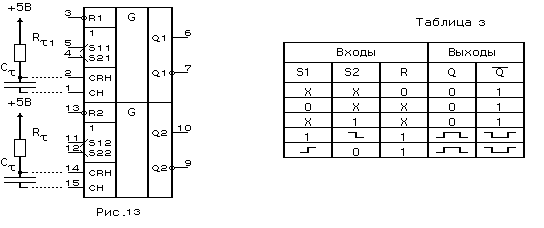 +5В
Rτ1
Cτ
3 R1 G
1
5 S11
4 S21
Q1 6
2 CRH
Q1 7
1 CH
+5В
Rτ
Cτ
13 R2 G
1
11 S12
12 S22
Q2 10
14 CRH
Q2 9
15 CH
Рис.13
Таблица 3
Входы Выходы
S1 S2 R Q Q
X X 0 0 1
0 X X 0 1
X 1 X 0 1
1 1
0 1